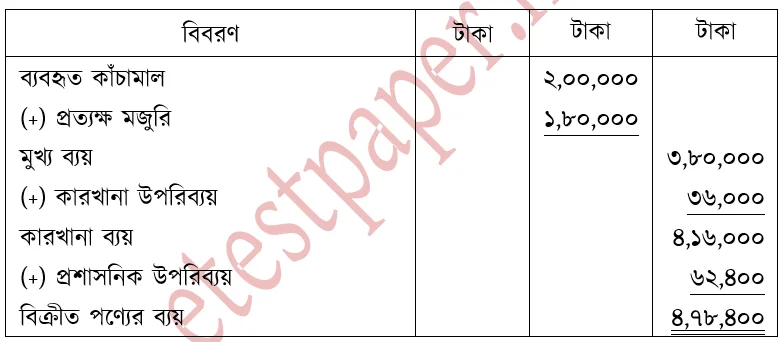 বিবরণ টাকা টাকা টাকা
ব্যবহৃত কাঁচামাল ২,০০,০০০
(+) প্রত্যক্ষ মজুরি ১,৮০,০০০
মুখ্য ব্যয় ৩,৮০,০০০
(+) কারখানা উপরিব্যয় ৩৬,০০০
কারখানা ব্যয় ৪,১৬,০০০
(+) প্রশাসনিক উপরিব্যয় ৬২,৪০০
বিক্রীত পণ্যের ব্যয় ৪,৭৮,৪০০
etestpaper.